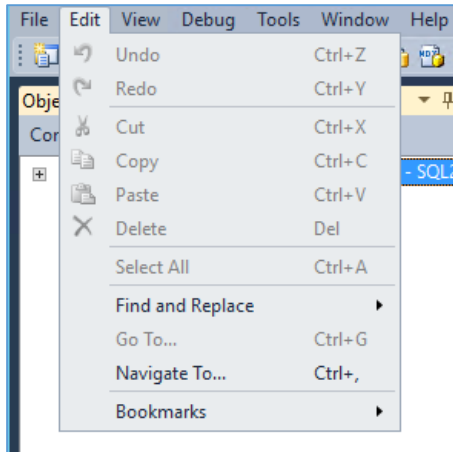 File Edit View Debug Tools Window Help
Undo Ctrl+Z
Redo Ctrl+Y
Cut Ctrl+X
Copy Ctrl+C
Paste Ctrl+V
Delete Del
Select All Ctrl+A
Find and Replace
Go To... Ctrl+G
Navigate To... Ctrl+,
Bookmarks